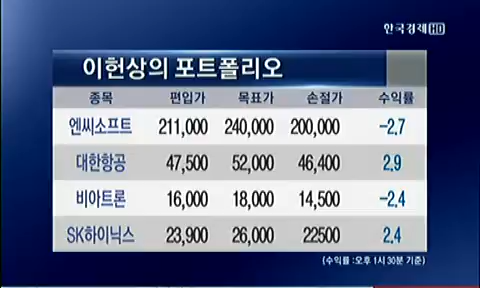 한국경제HD
이헌상의 포트폴리오
종목 편입가 목표가 손절가 수익률
엔씨소프트 211,000 240,000 200,000 -2.7
대한항공 47,500 52,000 46,400 2.9
비아트론 16,000 18,000 14,500 -2.4
SK하이닉스 23,900 26,000 22500 2.4
(수익률 :오후 1시 30분 기준)